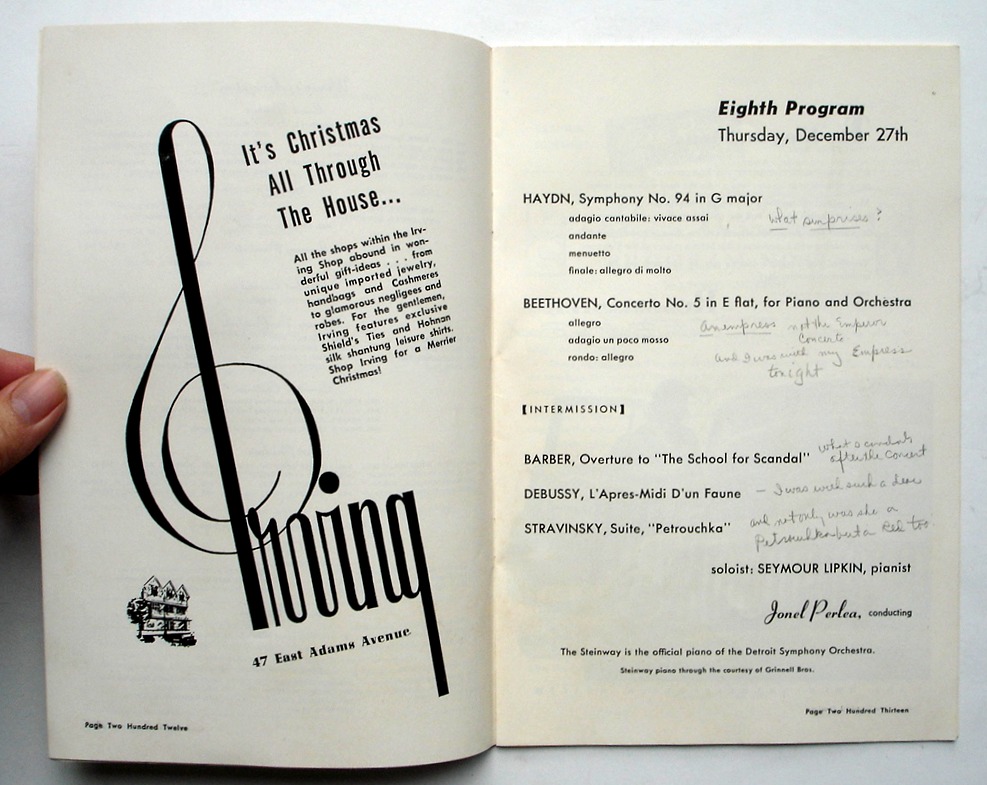 It's Christmas
All Through
The House...
All the shops within the Irv-
ing Shop abound in won-
derful gift-ideas . . . from
unique imported jewelry,
handbags and Cashmeres
to glamorous negligees and
robes. For the gentlemen,
Irving features exclusive
Shield's Ties and Hohnan
silk shantung leisure shirts.
Shop Irving for a Merrier
Christmas!
Irving
47 East Adams Avenue
Page Two Hundred Twelve
Eighth Program
Thursday, December 27th
HAYDN, Symphony No. 94 in G major
adagio cantabile: vivace assai
what surprises?
andante
menuetto
finale: allegro di molto
BEETHOVEN, Concerto No. 5 in E flat, for Piano and Orchestra
allegro
an empress not the Emperor
adagio un poco mosso
Concerto
rondo: allegro
and I was with my Empress
tonight
[INTERMISSION]
BARBER, Overture to "The School for Scandal"
what a scandal
after the concert
DEBUSSY, L'Apres-Midi D'un Faune
— I was with such a dear
STRAVINSKY, Suite, "Petrouchka"
and not only was she a
Petrouchka but a Red too
soloist: SEYMOUR LIPKIN, pianist
Jonel Perlea, conducting
The Steinway is the official piano of the Detroit Symphony Orchestra.
Steinway piano through the courtesy of Grinnell Bros.
Page Two Hundred Thirteen